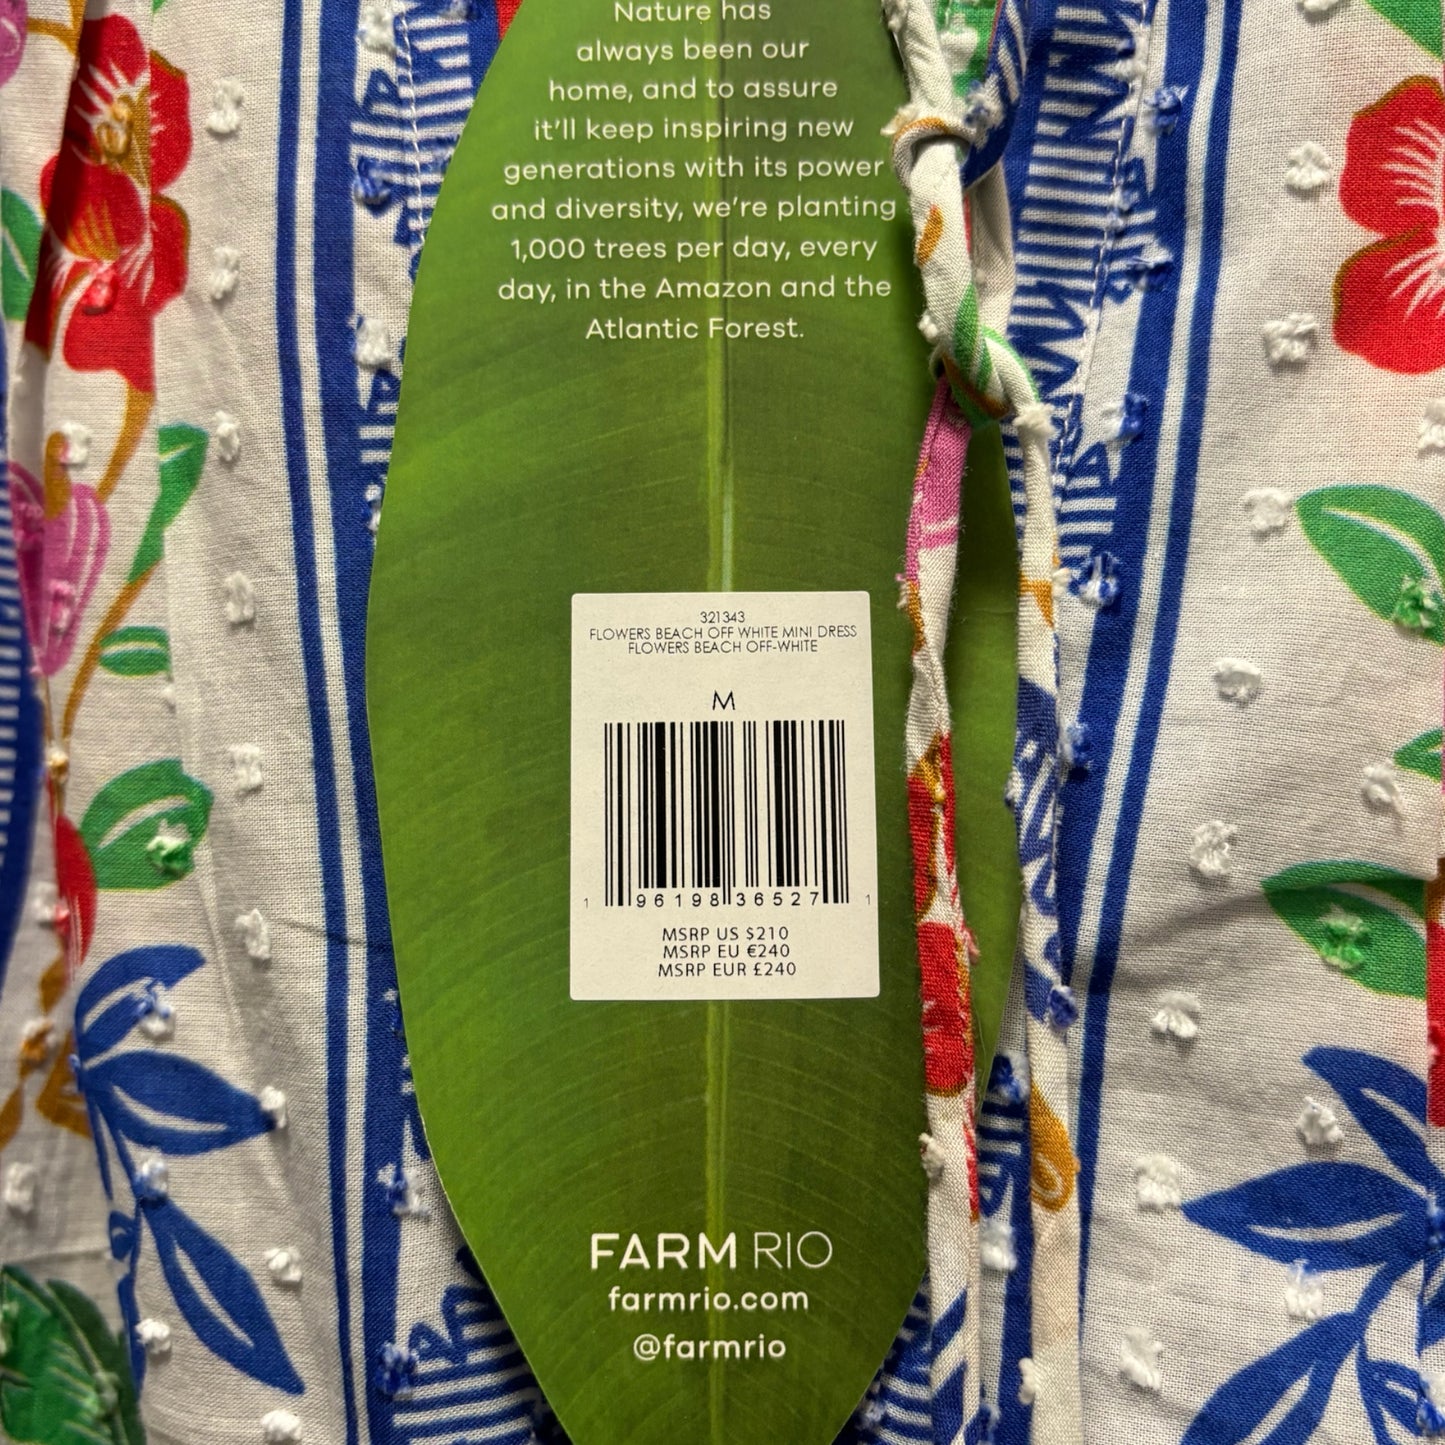 Nature has
always been our
home, and to assure
it'll keep inspiring new
generations with its power
and diversity, we're planting
1,000 trees per day, every
day, in the Amazon and the
Atlantic Forest.
321343
FLOWERS BEACH OFF WHITE MINI DRESS
FLOWERS BEACH OFF-WHITE
M
1 96198 36527 1
MSRP US $210
MSRP EU €240
MSRP EUR £240
FARM RIO
farmrio.com
@farmrio